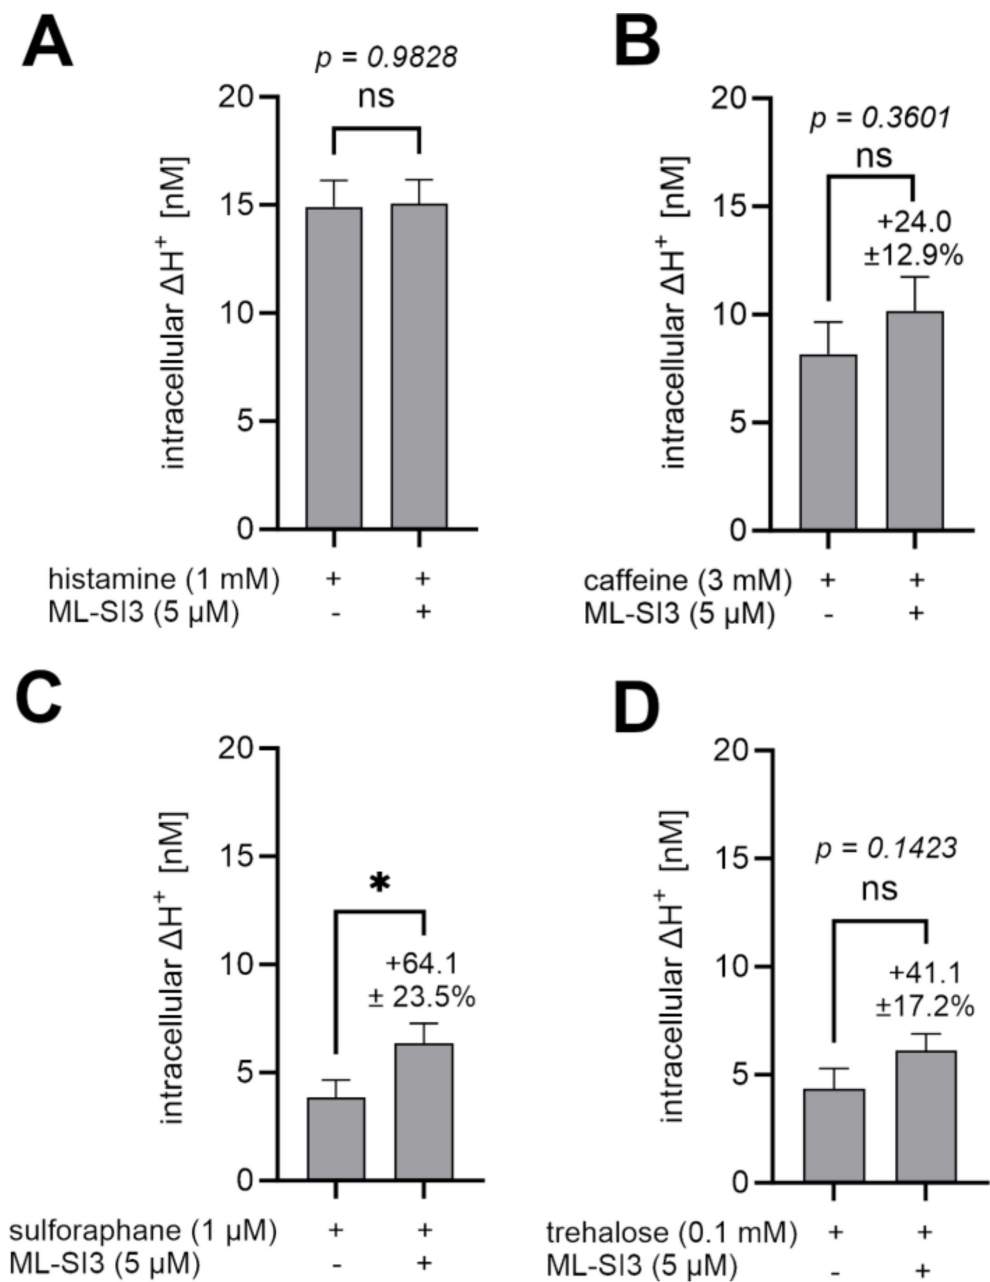 A
p = 0.9828
ns
20
15
10
5
0
intracellular ΔH⁺ [nM]
histamine (1 mM) + +
ML-SI3 (5 µM) - +
B
p = 0.3601
ns
+24.0
±12.9%
20
15
10
5
0
intracellular ΔH⁺ [nM]
caffeine (3 mM) + +
ML-SI3 (5 µM) - +
C
*
+64.1
± 23.5%
20
15
10
5
0
intracellular ΔH⁺ [nM]
sulforaphane (1 µM) + +
ML-SI3 (5 µM) - +
D
p = 0.1423
ns
+41.1
±17.2%
20
15
10
5
0
intracellular ΔH⁺ [nM]
trehalose (0.1 mM) + +
ML-SI3 (5 µM) - +